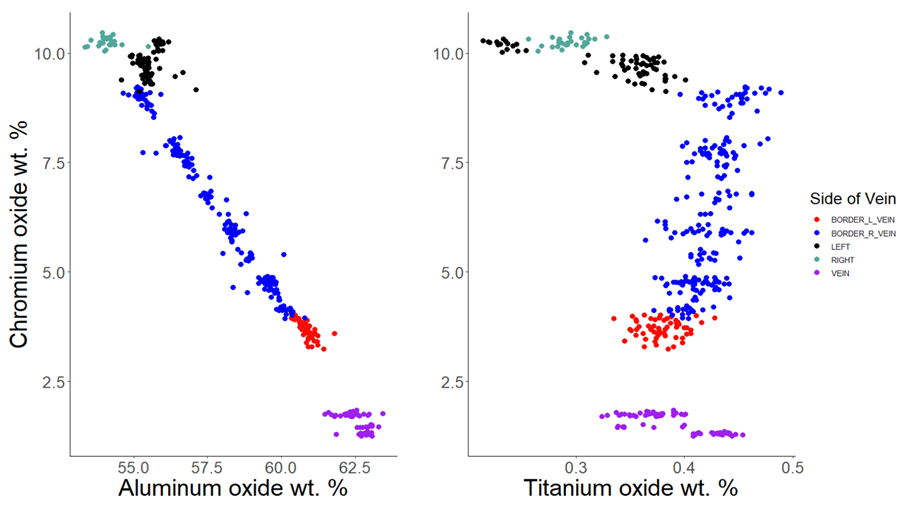 Chromium oxide wt. %
10.0
7.5
5.0
2.5
55.0 57.5 60.0 62.5
Aluminum oxide wt. %
10.0
7.5
5.0
2.5
0.3 0.4 0.5
Titanium oxide wt. %
Side of Vein
BORDER_L_VEIN
BORDER_R_VEIN
LEFT
RIGHT
VEIN